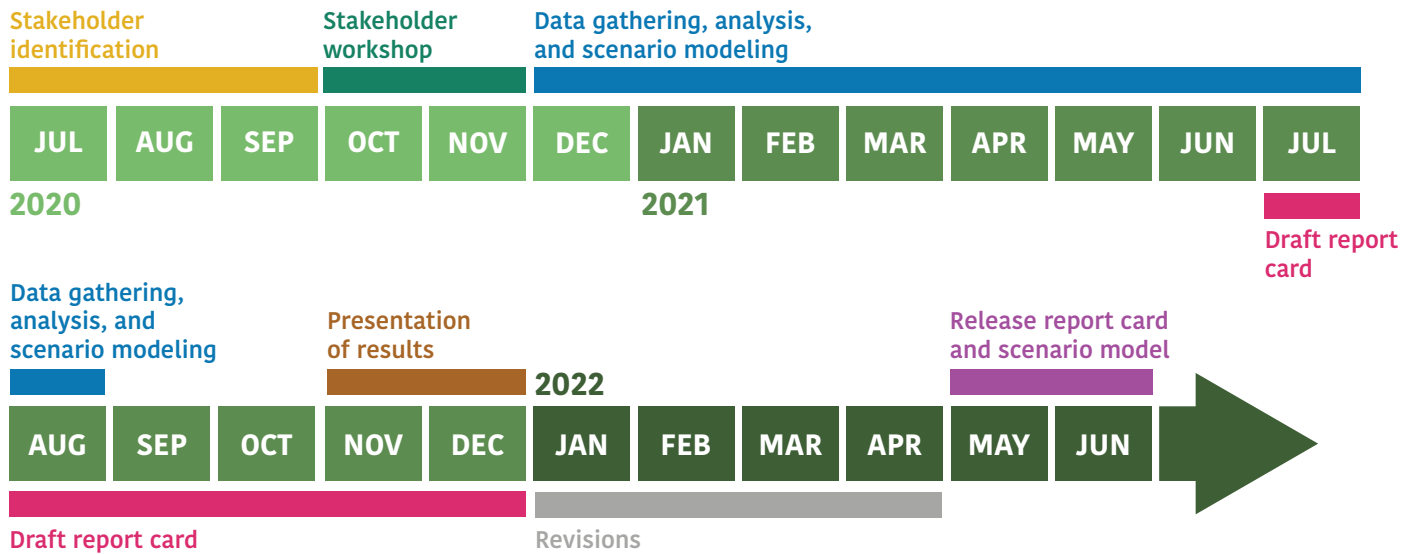 Stakeholder
identification
Stakeholder
workshop
Data gathering, analysis,
and scenario modeling
JUL AUG SEP OCT NOV DEC JAN FEB MAR APR MAY JUN JUL
2020 2021
Draft report
card
Data gathering,
analysis, and
scenario modeling
Presentation
of results
Release report card
and scenario model
2022
AUG SEP OCT NOV DEC JAN FEB MAR APR MAY JUN
Draft report card Revisions